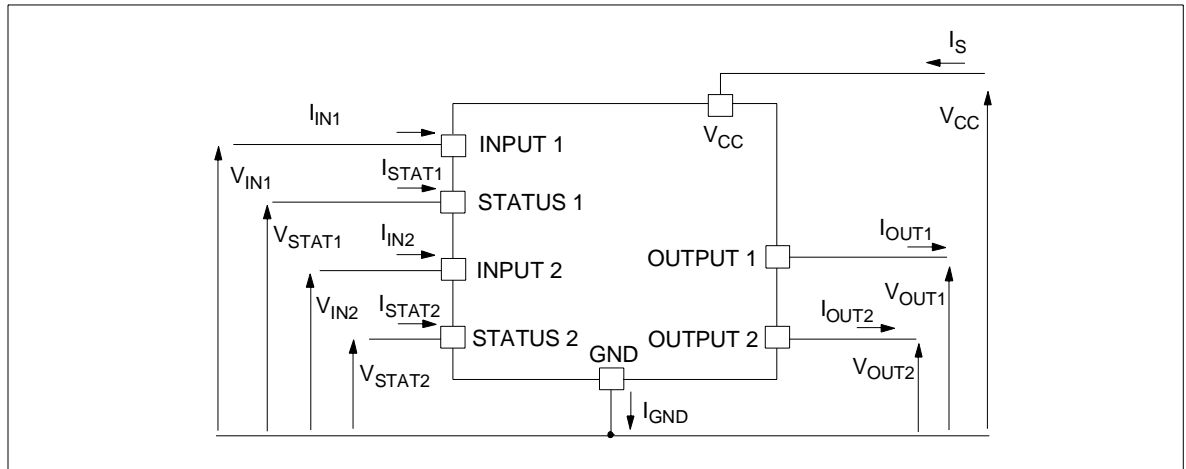 I_S
V_CC
V_CC
I_IN1
INPUT 1
V_IN1
I_STAT1
STATUS 1
V_STAT1
I_IN2
INPUT 2
I_OUT1
OUTPUT 1
V_IN2
I_STAT2
STATUS 2
V_OUT1
I_OUT2
OUTPUT 2
GND
V_STAT2
V_OUT2
I_GND